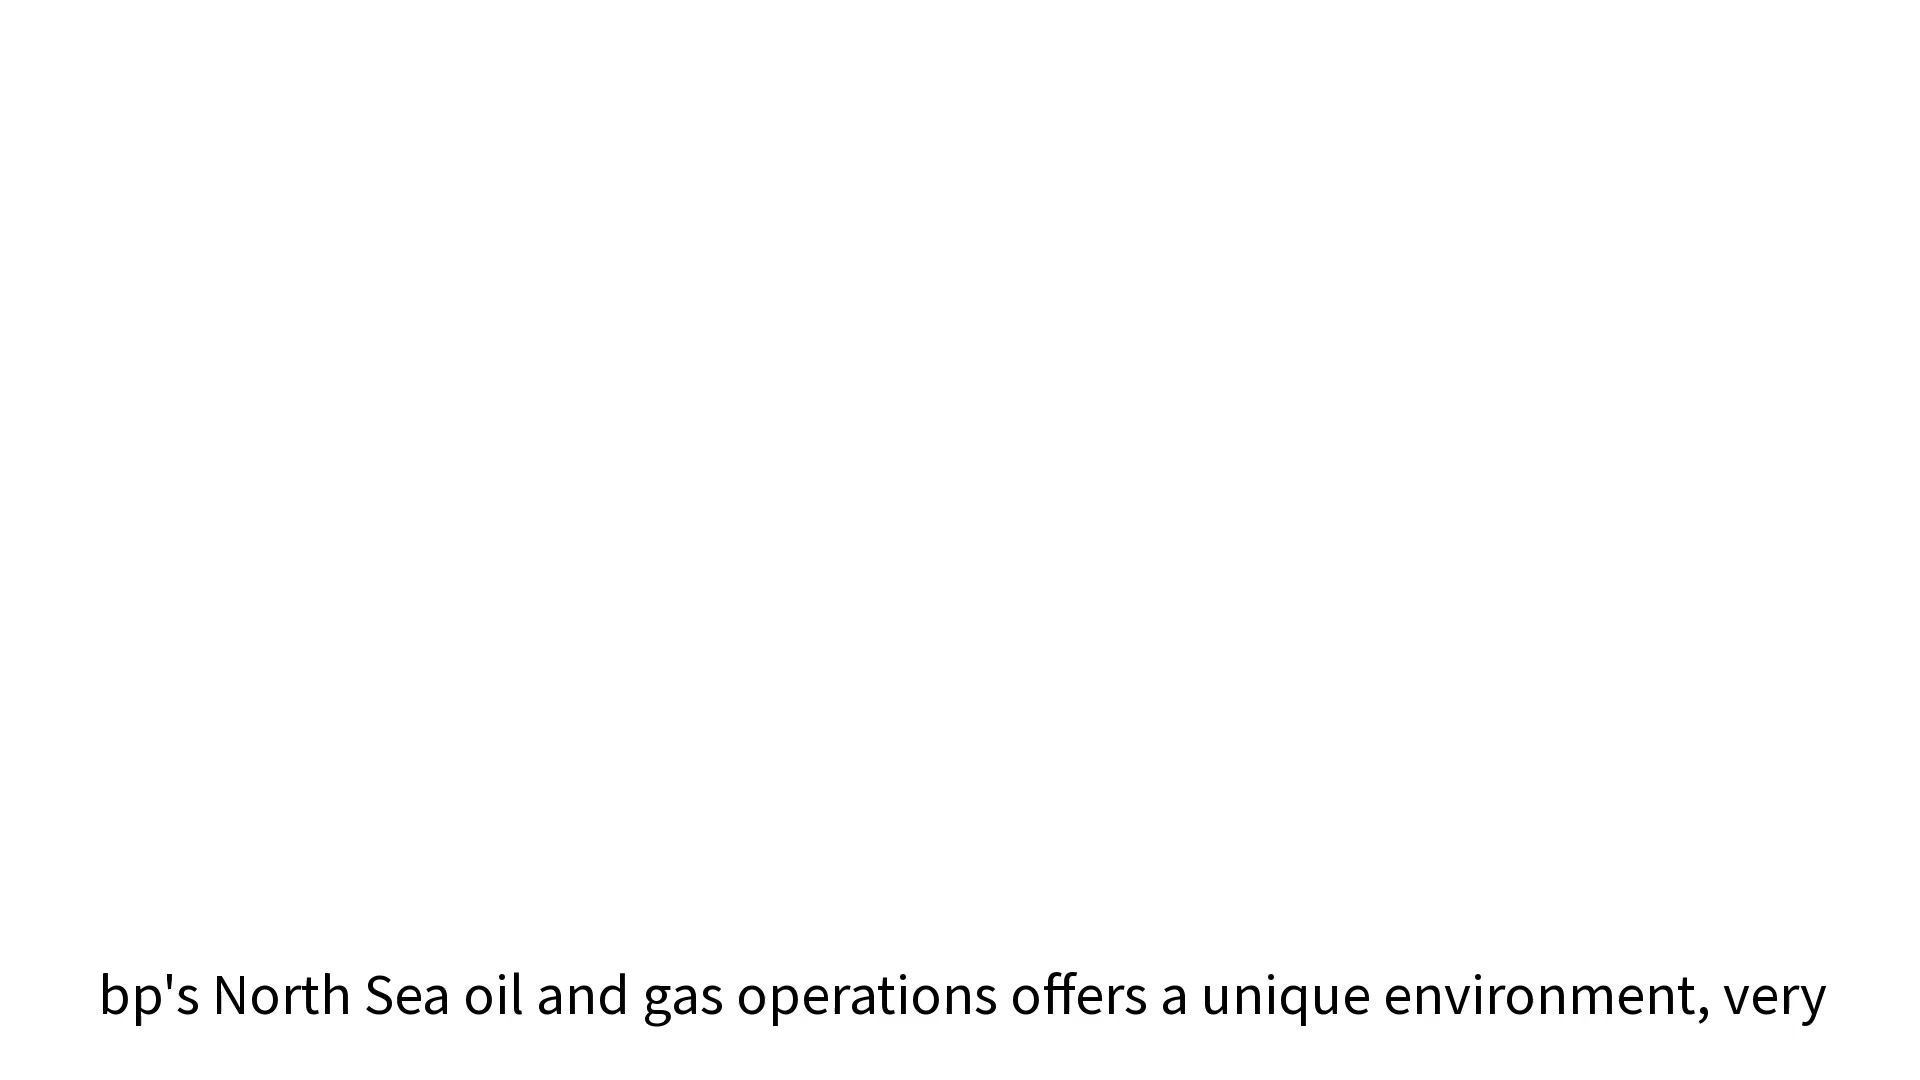 bp's North Sea oil and gas operations offers a unique environment, very